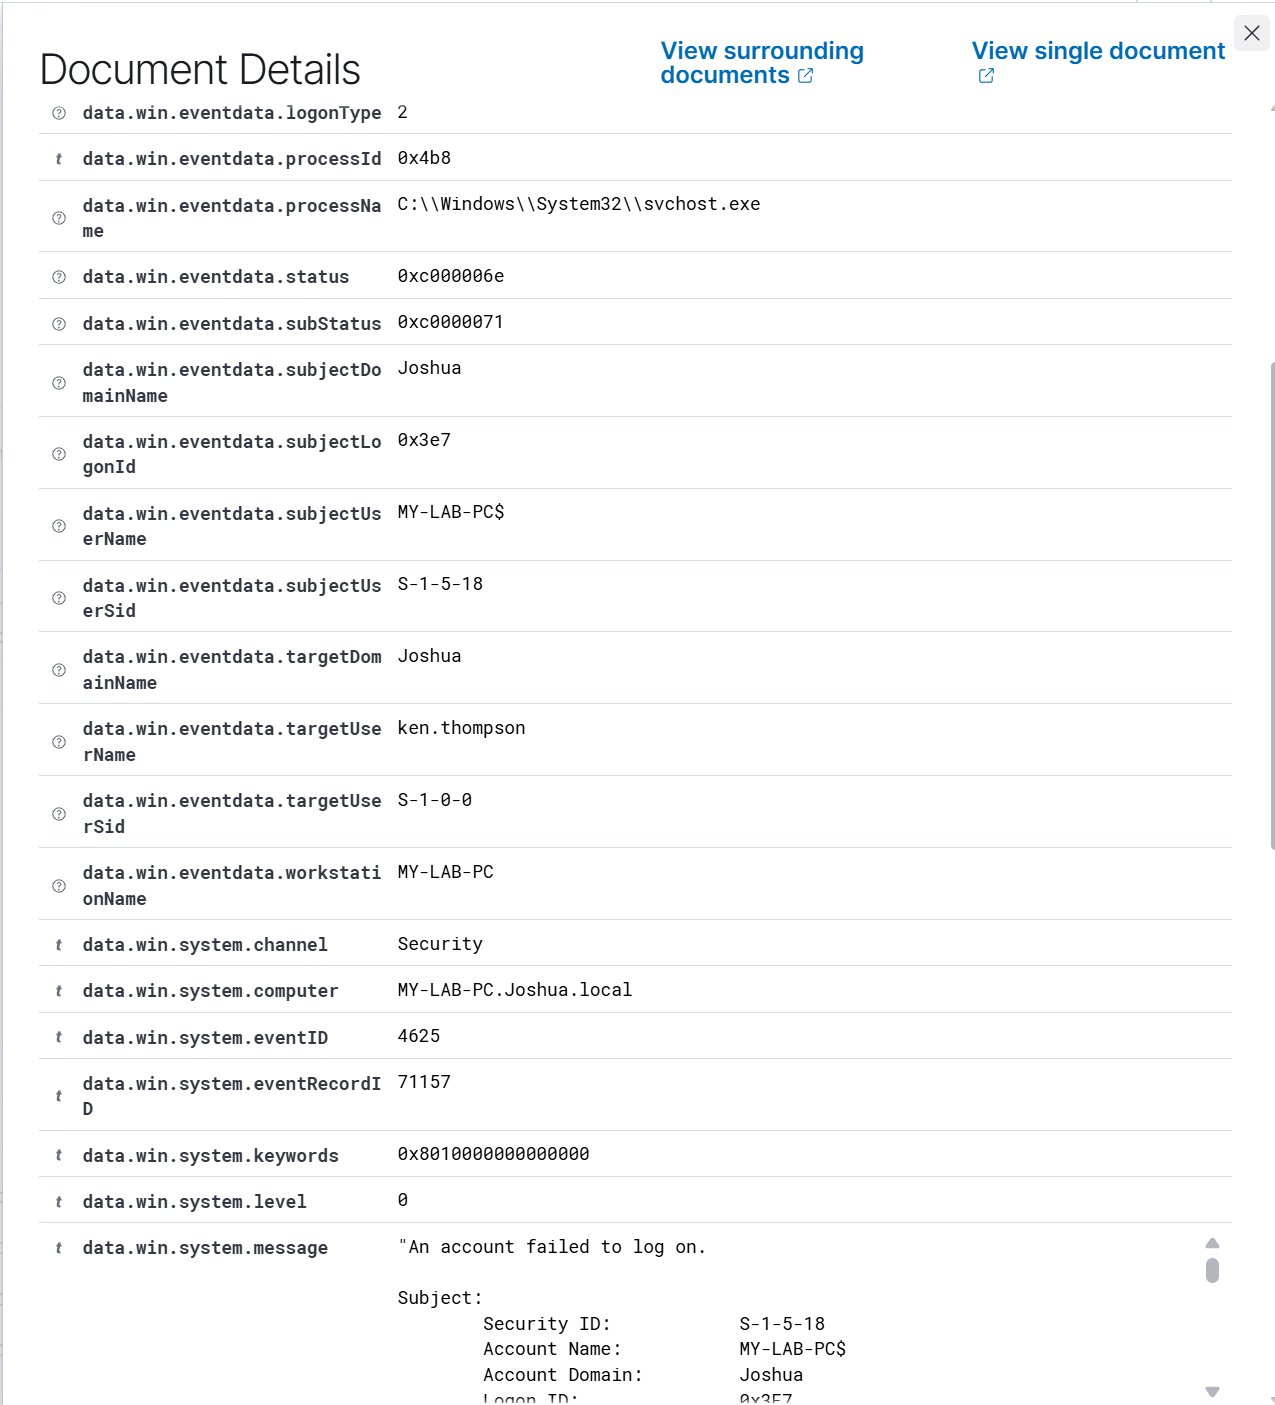 Document Details
View surrounding
documents
View single document
data.win.eventdata.logonType 2
t data.win.eventdata.processId 0x4b8
data.win.eventdata.processNa C:\\Windows\\System32\\svchost.exe
me
data.win.eventdata.status 0xc000006e
data.win.eventdata.subStatus 0xc0000071
data.win.eventdata.subjectDo Joshua
mainName
data.win.eventdata.subjectLo 0x3e7
gonId
data.win.eventdata.subjectUs MY-LAB-PC$
erName
data.win.eventdata.subjectUs S-1-5-18
erSid
data.win.eventdata.targetDom Joshua
ainName
data.win.eventdata.targetUse ken.thompson
rName
data.win.eventdata.targetUse S-1-0-0
rSid
data.win.eventdata.workstati MY-LAB-PC
onName
t data.win.system.channel Security
t data.win.system.computer MY-LAB-PC.Joshua.local
t data.win.system.eventID 4625
t data.win.system.eventRecordI 71157
D
t data.win.system.keywords 0x8010000000000000
t data.win.system.level 0
t data.win.system.message "An account failed to log on.
Subject:
Security ID: S-1-5-18
Account Name: MY-LAB-PC$
Account Domain: Joshua
Logon ID: 0x3E7